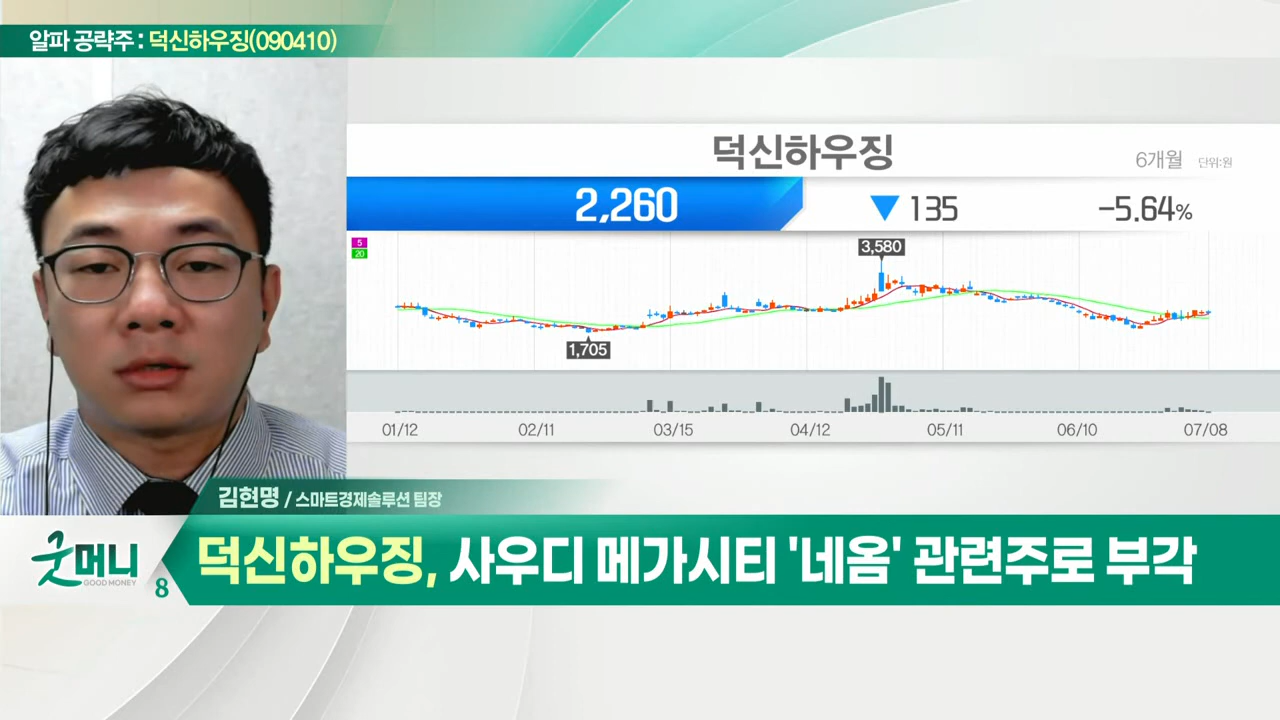 알파 공략주 : 덕신하우징(090410)
덕신하우징
6개월 단위:원
2,260 ▼ 135 -5.64%
5
20
3,580
1,705
01/12 02/11 03/15 04/12 05/11 06/10 07/08
김현명 / 스마트경제솔루션 팀장
굿머니
GOOD MONEY
8
덕신하우징, 사우디 메가시티 '네옴' 관련주로 부각